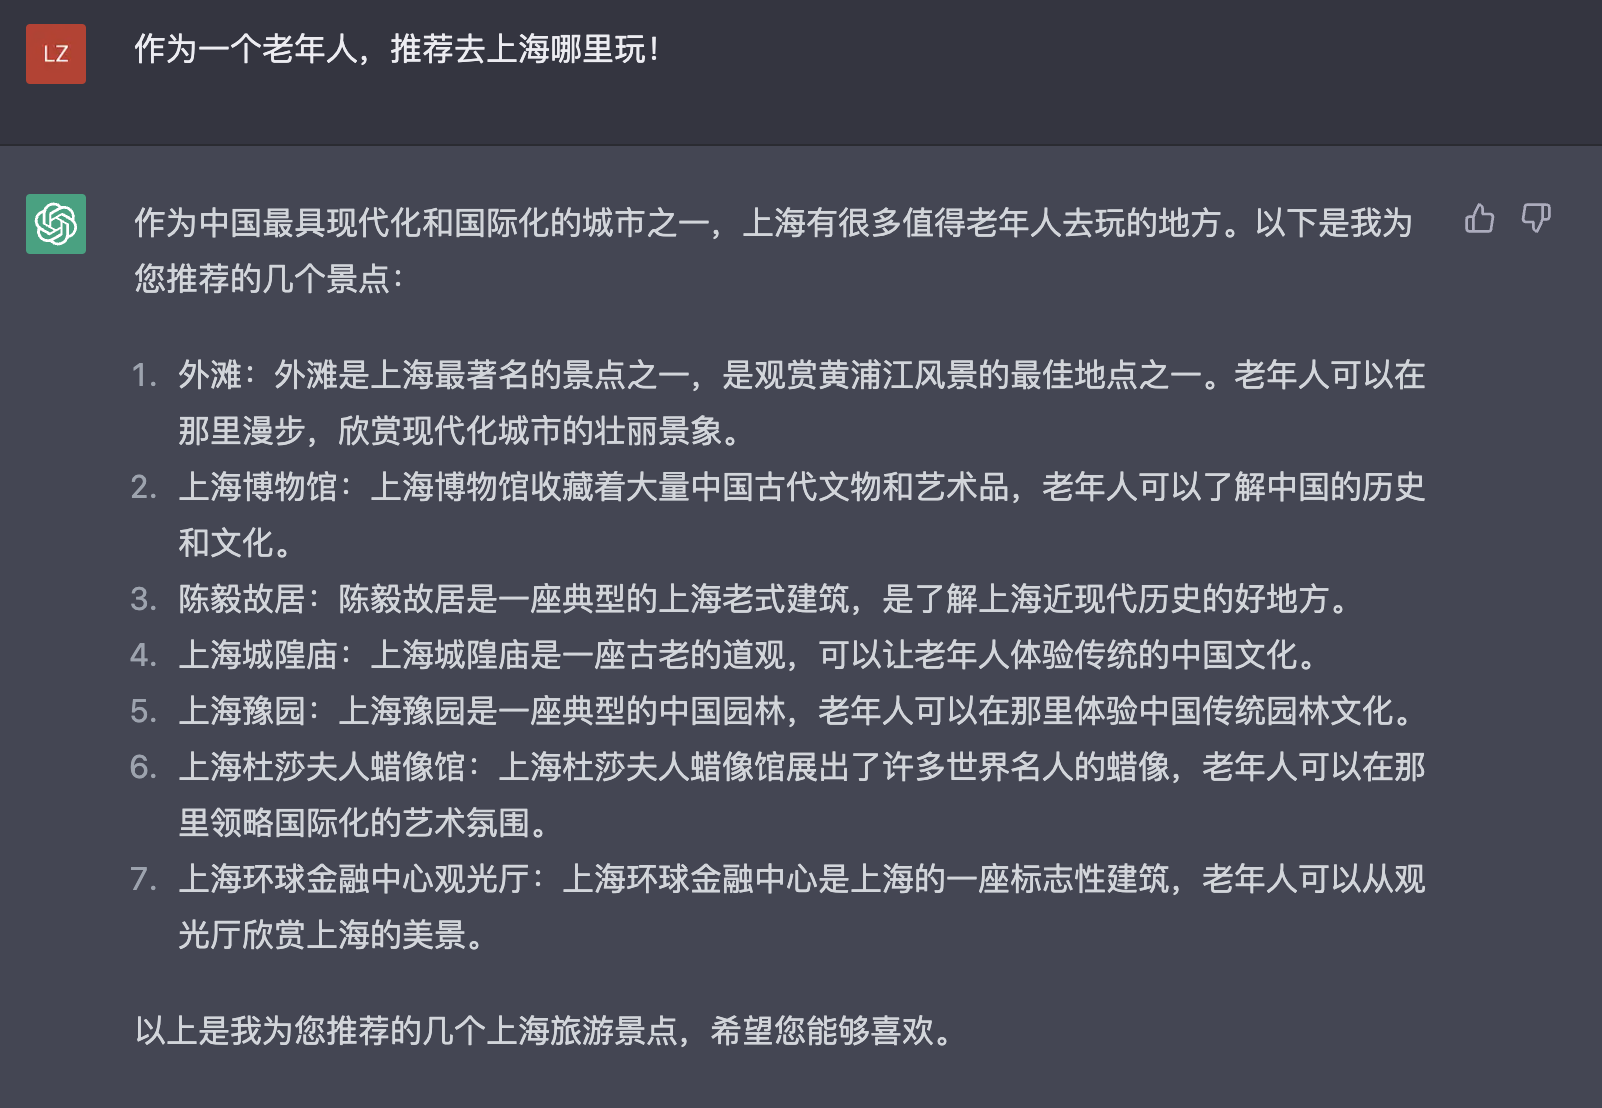 LZ
作为一个老年人，推荐去上海哪里玩！
作为中国最具现代化和国际化的城市之一，上海有很多值得老年人去玩的地方。以下是我为
您推荐的几个景点：
1. 外滩：外滩是上海最著名的景点之一，是观赏黄浦江风景的最佳地点之一。老年人可以在
那里漫步，欣赏现代化城市的壮丽景象。
2. 上海博物馆：上海博物馆收藏着大量中国古代文物和艺术品，老年人可以了解中国的历史
和文化。
3. 陈毅故居：陈毅故居是一座典型的上海老式建筑，是了解上海近现代历史的好地方。
4. 上海城隍庙：上海城隍庙是一座古老的道观，可以让老年人体验传统的中国文化。
5. 上海豫园：上海豫园是一座典型的中国园林，老年人可以在那里体验中国传统园林文化。
6. 上海杜莎夫人蜡像馆：上海杜莎夫人蜡像馆展出了许多世界名人的蜡像，老年人可以在那
里领略国际化的艺术氛围。
7. 上海环球金融中心观光厅：上海环球金融中心是上海的一座标志性建筑，老年人可以从观
光厅欣赏上海的美景。
以上是我为您推荐的几个上海旅游景点，希望您能够喜欢。